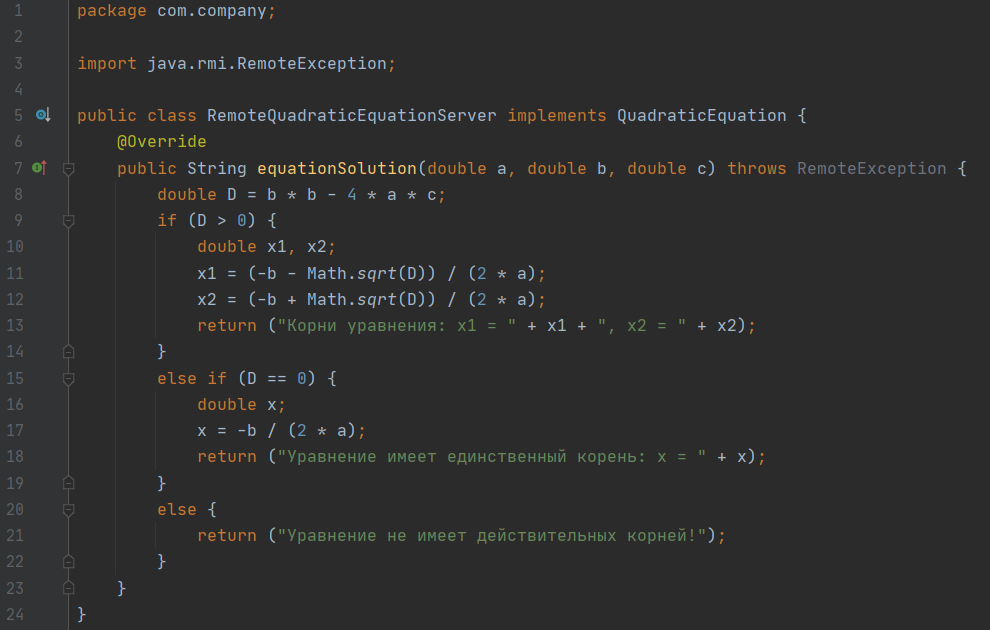 1 package com.company;
2
3 import java.rmi.RemoteException;
4
5 public class RemoteQuadraticEquationServer implements QuadraticEquation {
6     @Override
7     public String equationSolution(double a, double b, double c) throws RemoteException {
8         double D = b * b - 4 * a * c;
9         if (D > 0) {
10             double x1, x2;
11             x1 = (-b - Math.sqrt(D)) / (2 * a);
12             x2 = (-b + Math.sqrt(D)) / (2 * a);
13             return ("Корни уравнения: x1 = " + x1 + ", x2 = " + x2);
14         }
15         else if (D == 0) {
16             double x;
17             x = -b / (2 * a);
18             return ("Уравнение имеет единственный корень: x = " + x);
19         }
20         else {
21             return ("Уравнение не имеет действительных корней!");
22         }
23     }
24 }